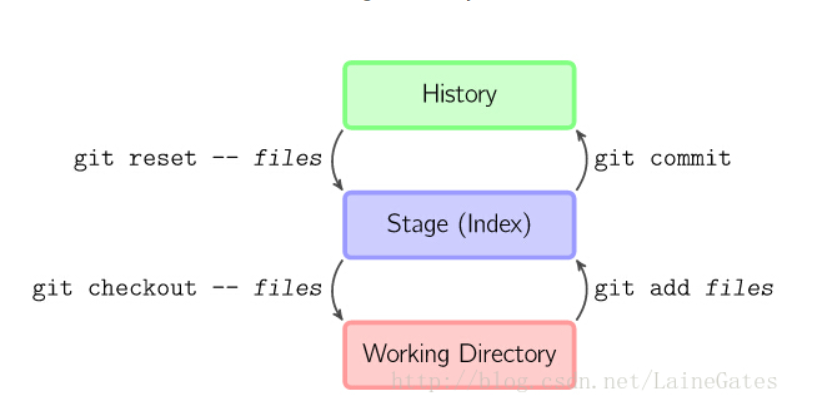 History
git reset -- files
git commit
Stage (Index)
git checkout -- files
git add files
Working Directory
http://blog.csdn.net/LaineGates